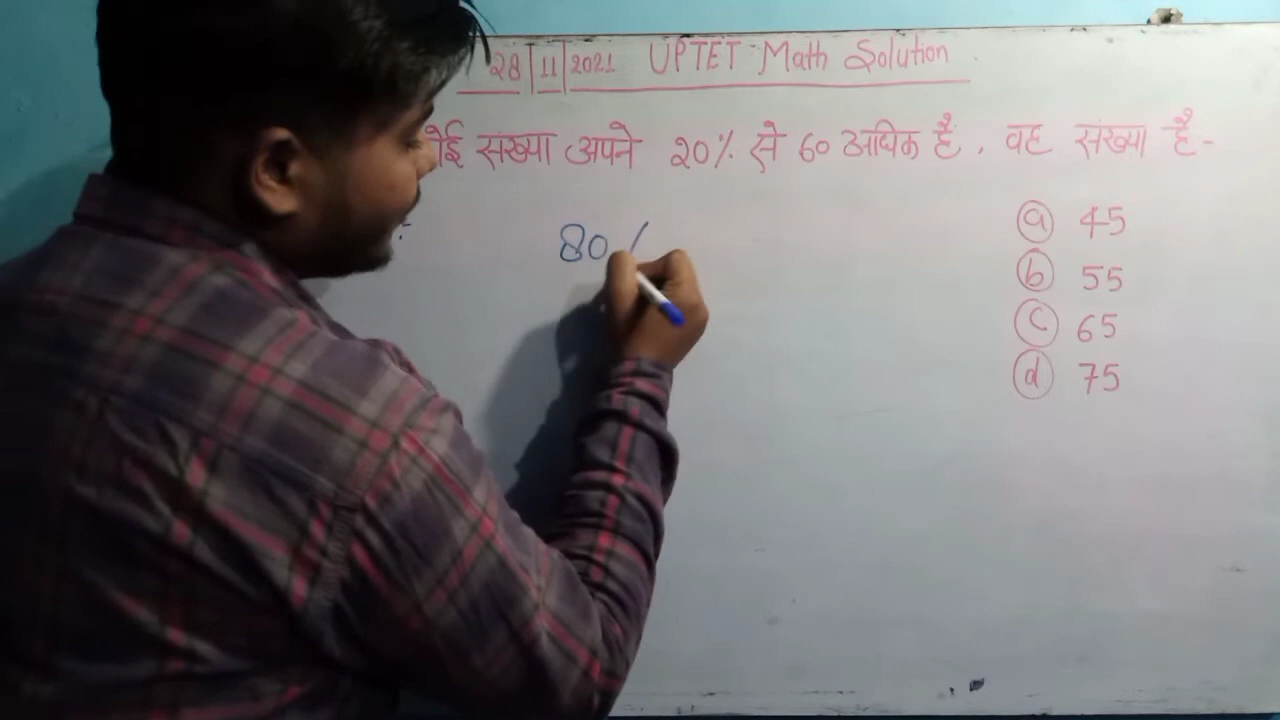 28/11/2021 UPTET Math Solution
ोई संख्या अपने 20% से 60 अधिक है. वह संख्या है-
80%
(a) 45
(b) 55
(c) 65
(d) 75